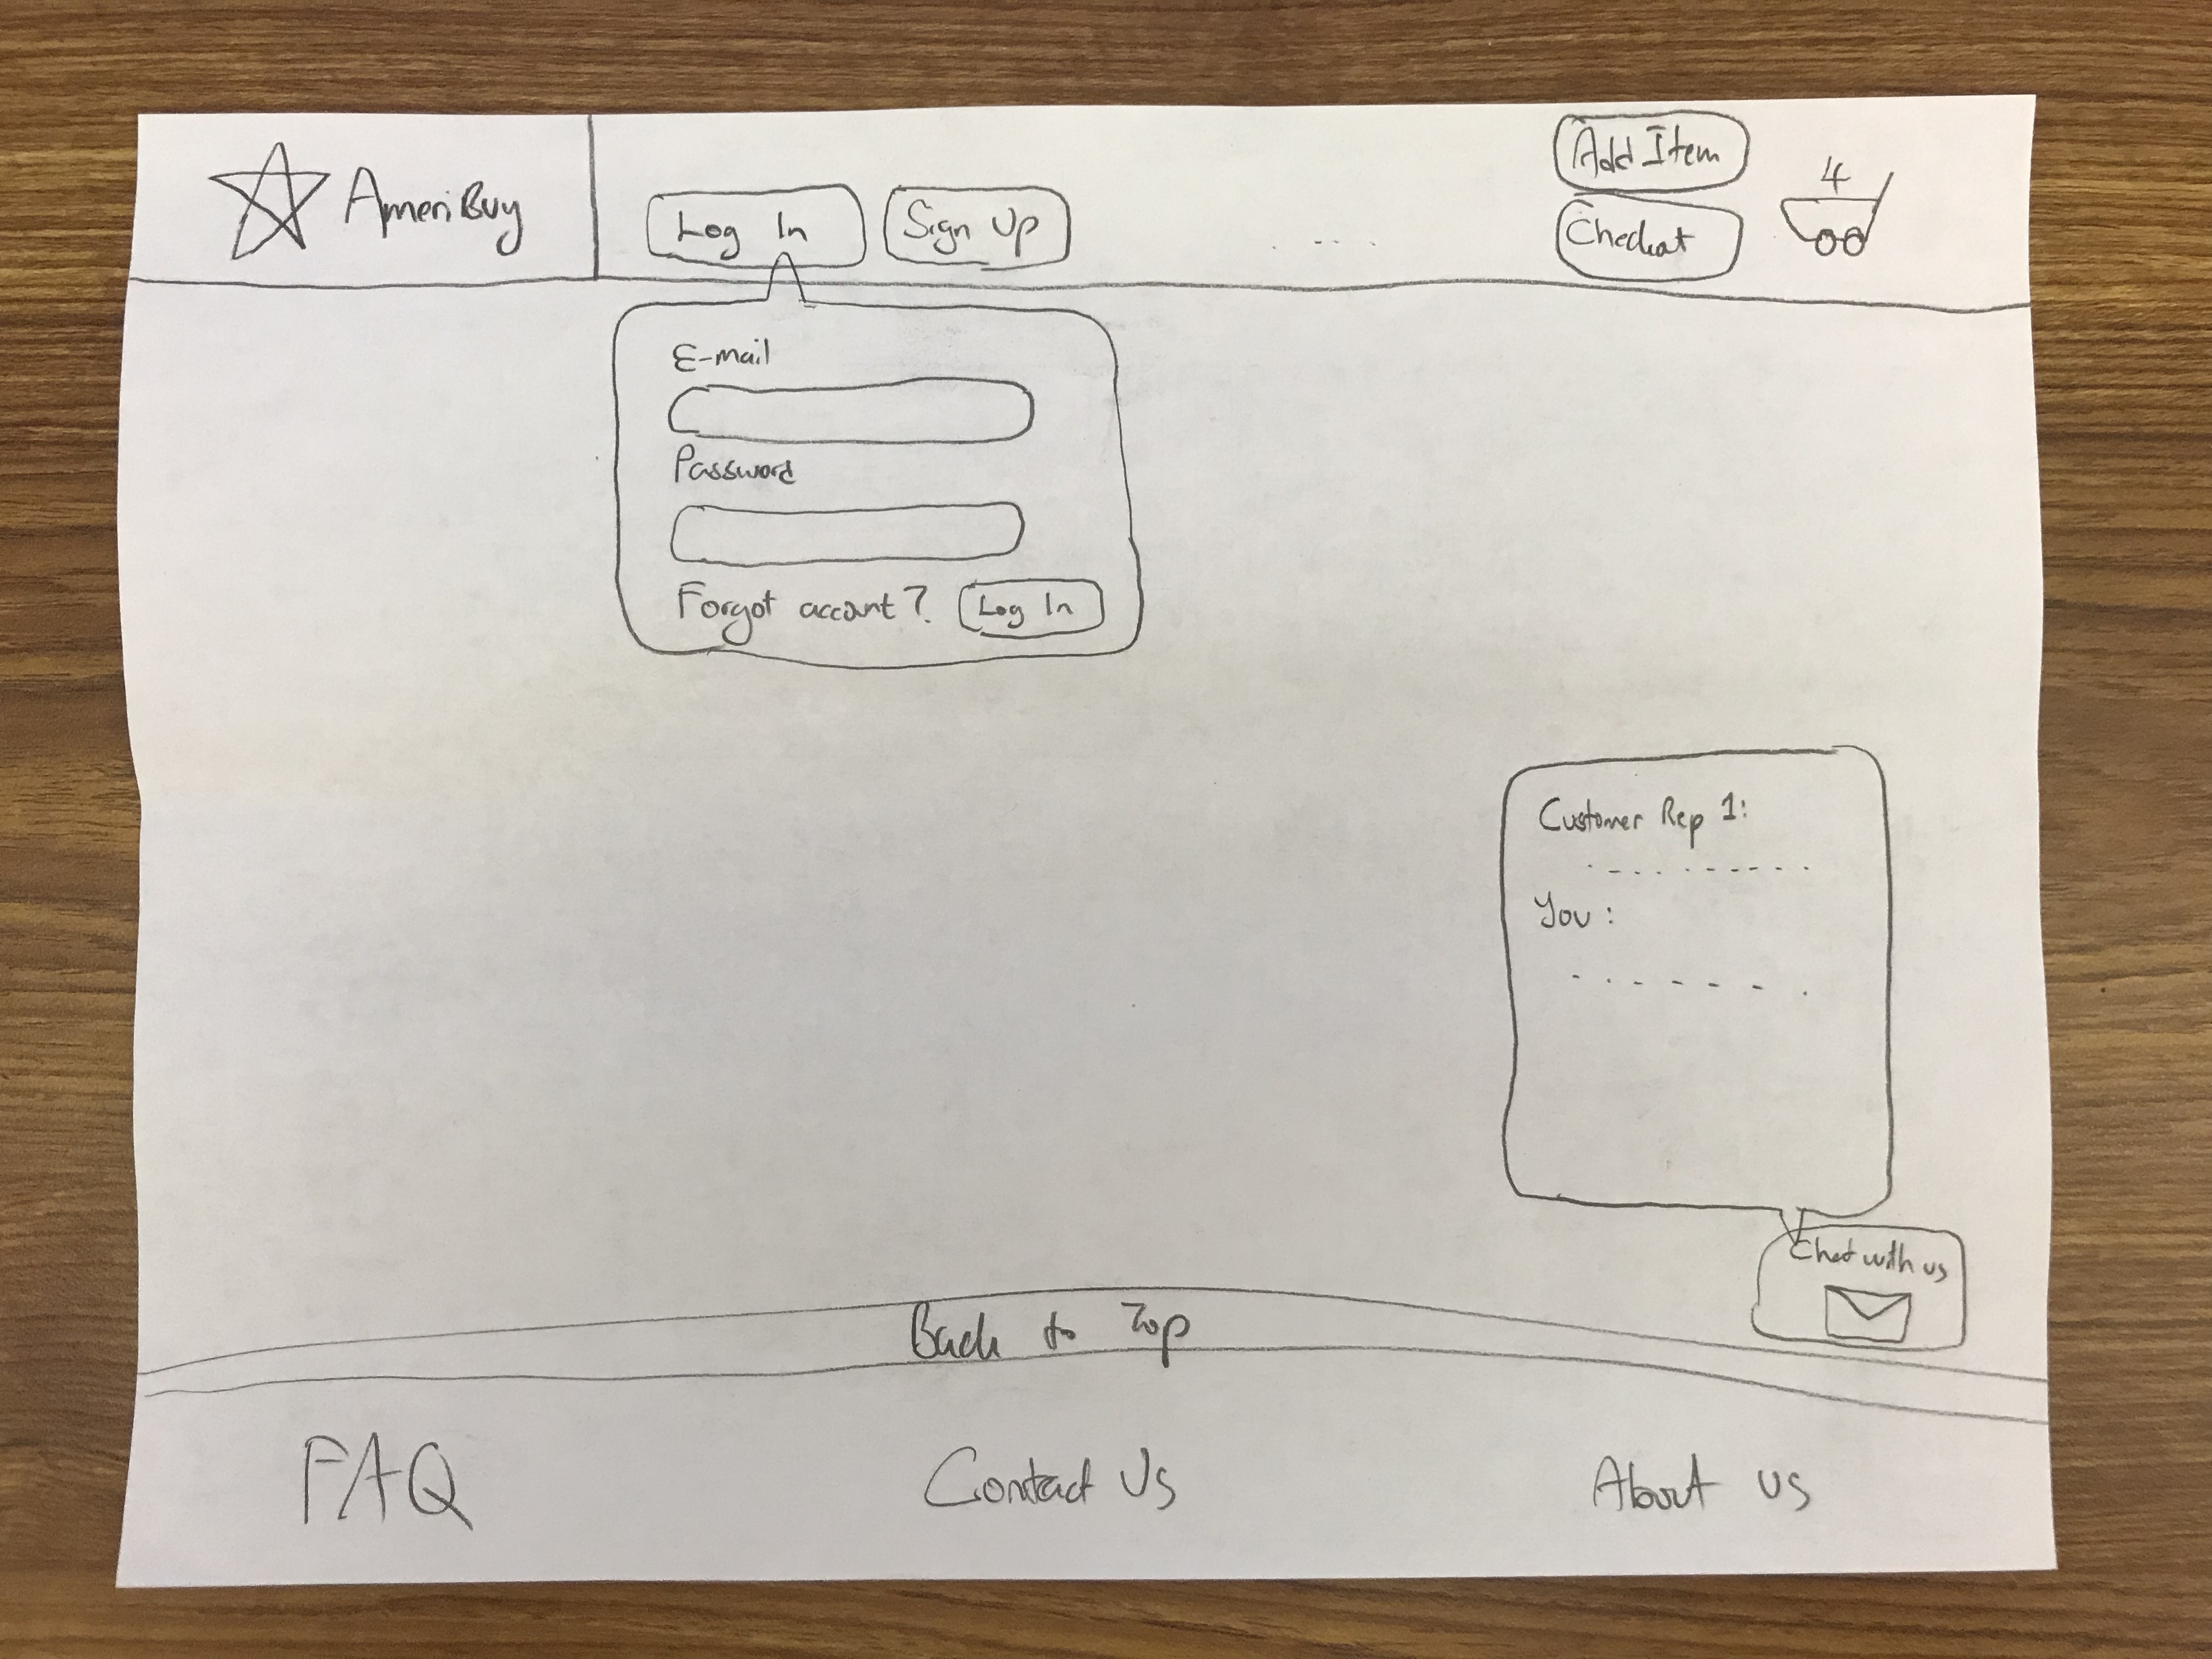 AmeriBuy
Log In
Sign Up
Add Item
Checkout
4
E-mail
Password
Forgot account?
Log In
Customer Rep 1:
You:
Chat with us
Back to Top
FAQ
Contact Us
About us